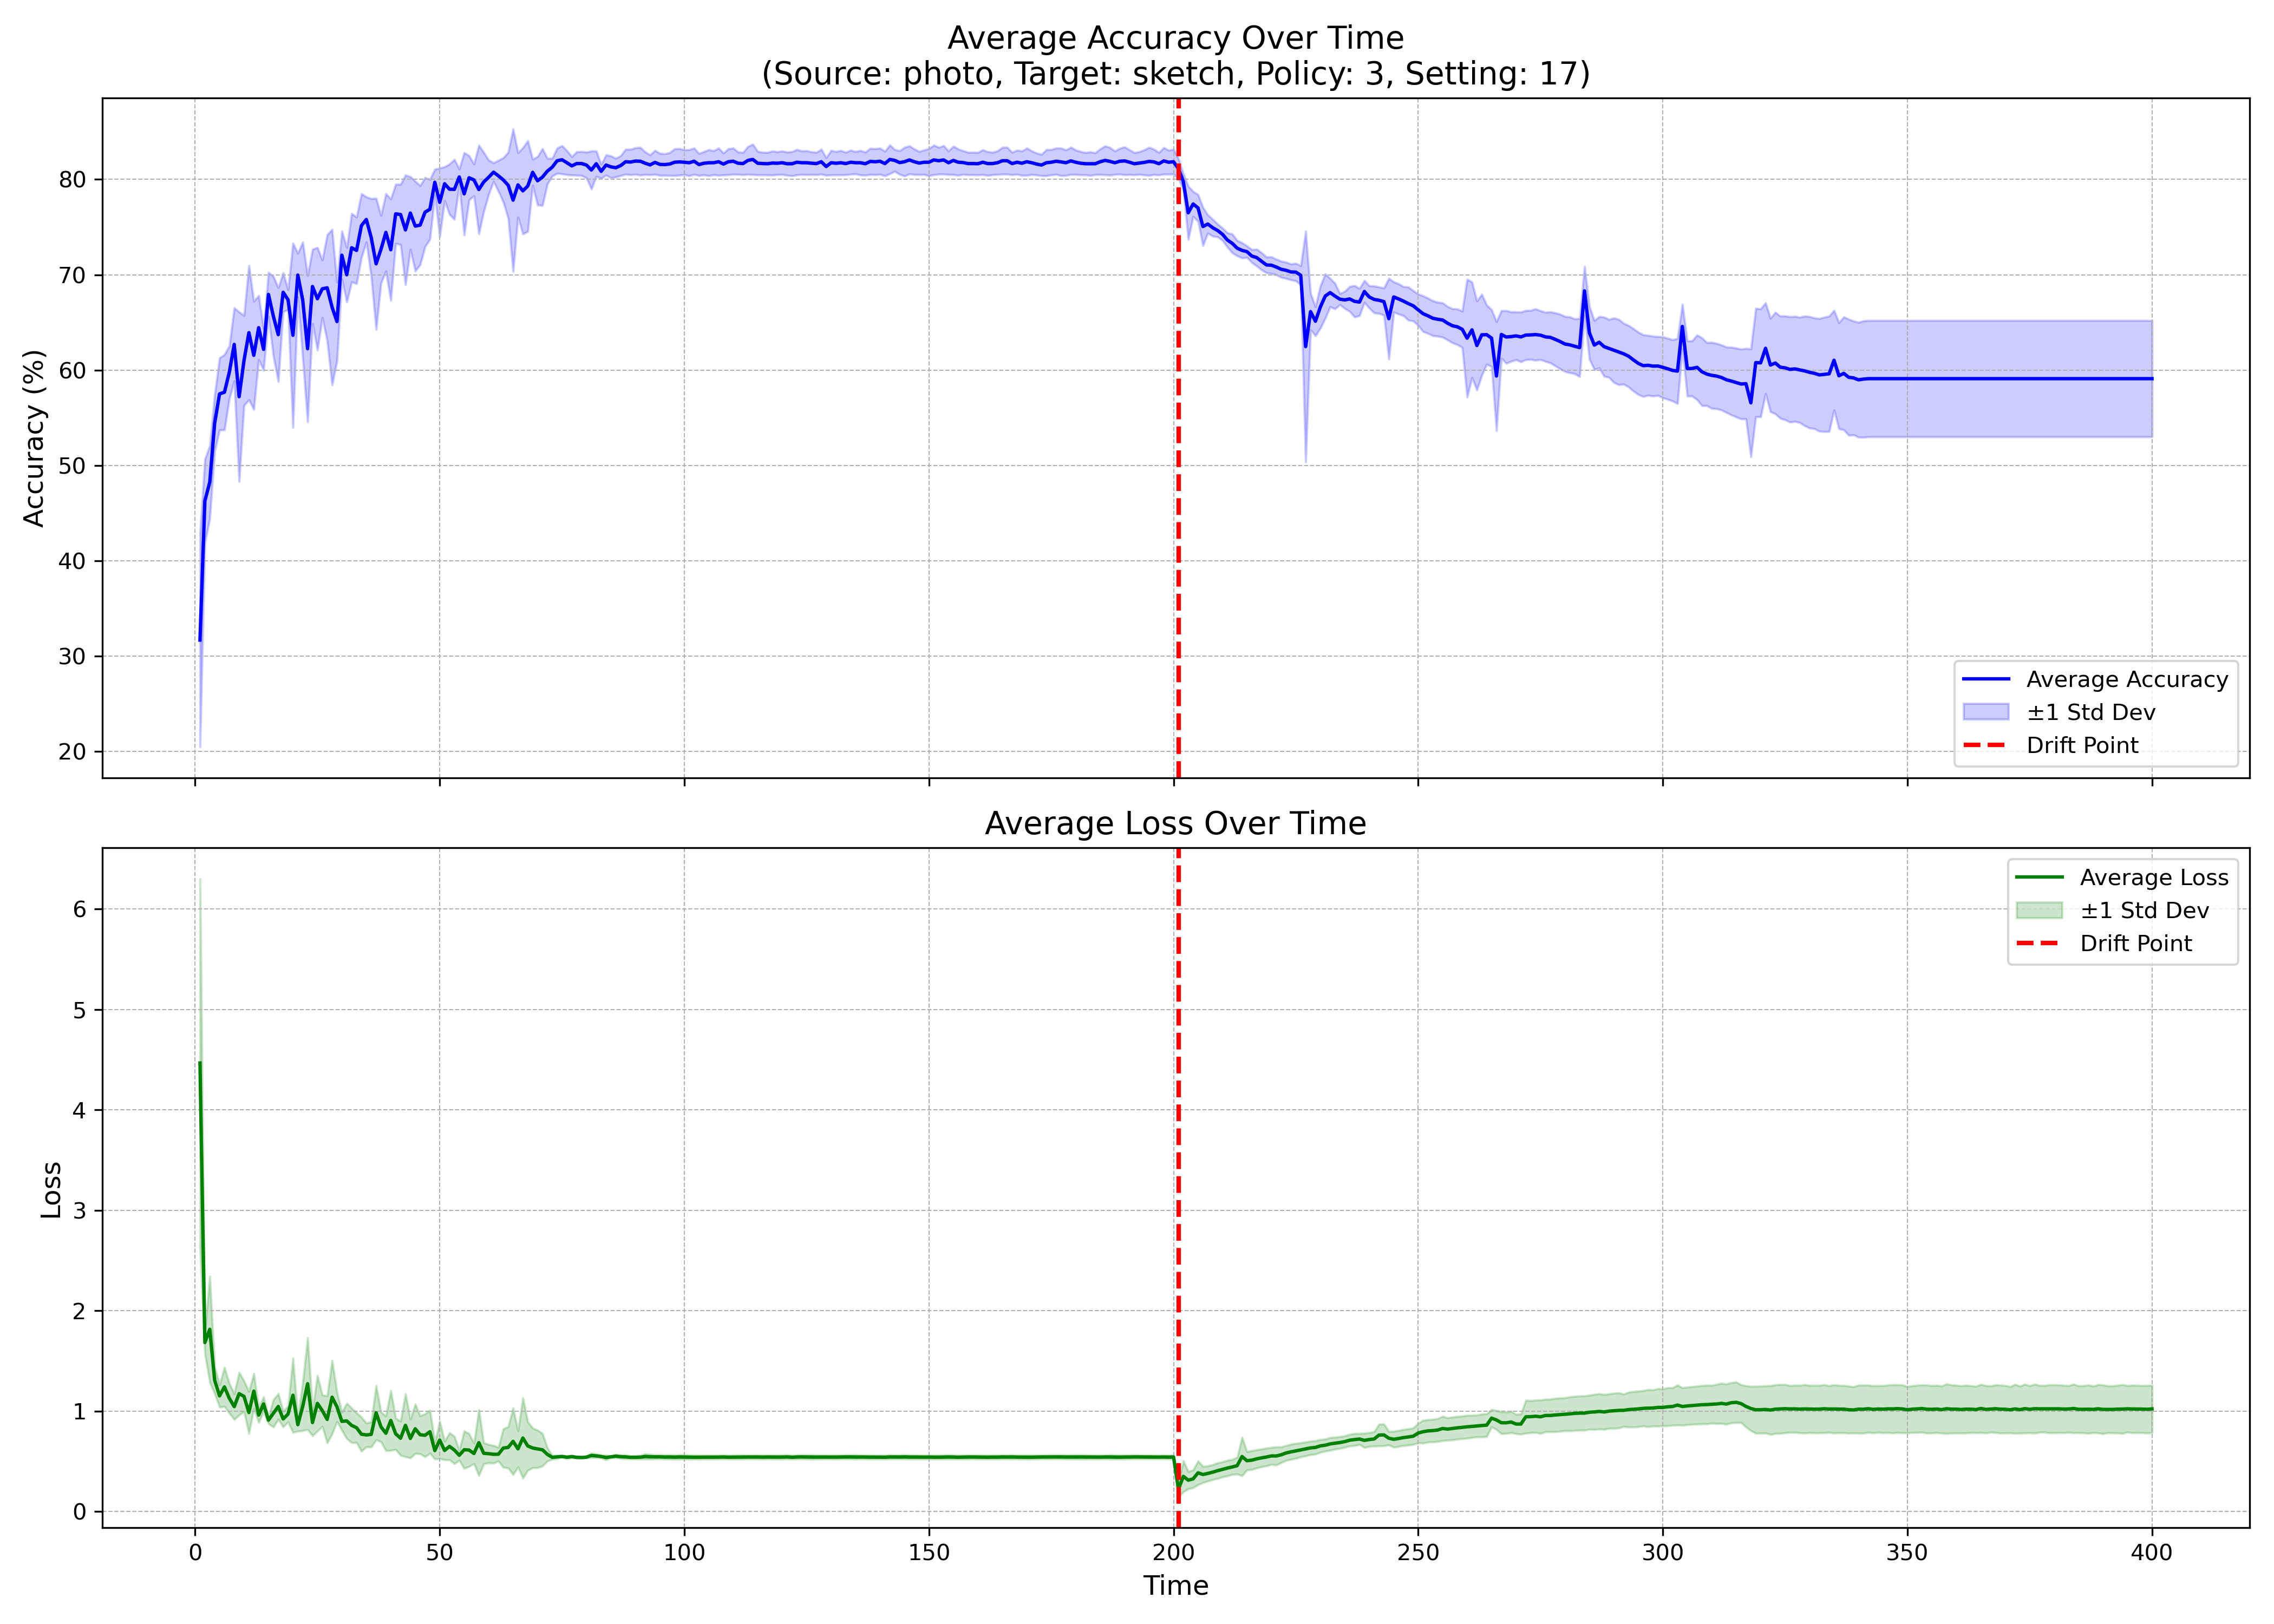 Average Accuracy Over Time
(Source: photo, Target: sketch, Policy: 3, Setting: 17)
Accuracy (%)
80
70
60
50
40
30
20
Average Accuracy
±1 Std Dev
Drift Point
Average Loss Over Time
Loss
6
5
4
3
2
1
0
Average Loss
±1 Std Dev
Drift Point
0 50 100 150 200 250 300 350 400
Time